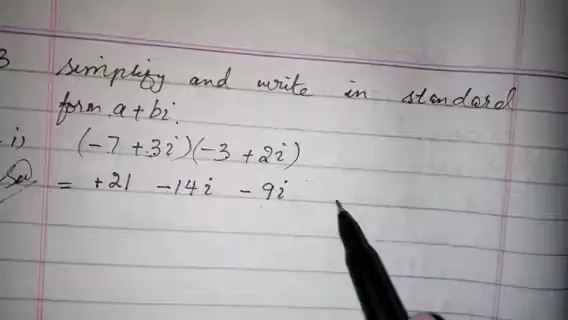 3 simplify and write in standard
form a + bi.
i) (-7 + 3i)(-3 + 2i)
Sol = +21 -14i - 9i